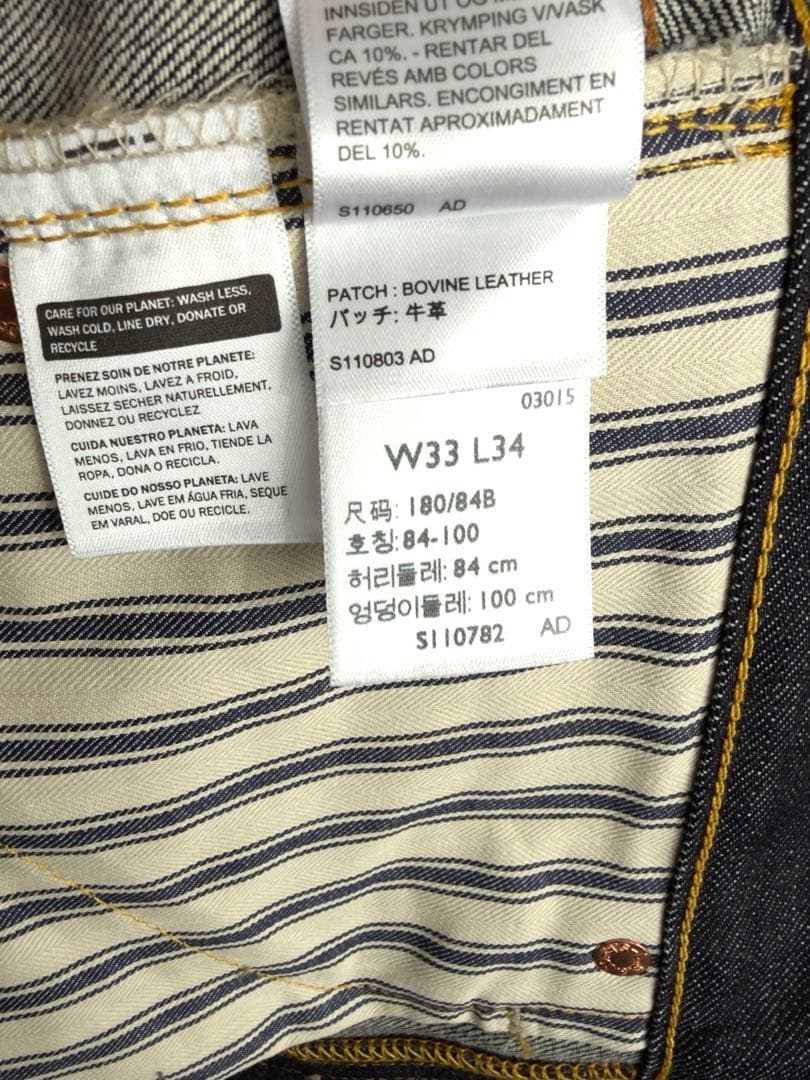 FARGER. KRYMPING V/VASK
CA 10%. - RENTAR DEL
REVÉS AMB COLORS
SIMILARS. ENCONGIMENT EN
RENTAT APROXIMADAMENT
DEL 10%.
S110650 AD
PATCH : BOVINE LEATHER
パッチ: 牛革
S110803 AD
03015
W33 L34
尺码: 180/84B
호칭:84-100
허리둘레: 84 cm
엉덩이둘레: 100 cm
S110782 AD
CARE FOR OUR PLANET: WASH LESS,
WASH COLD, LINE DRY, DONATE OR
RECYCLE
PRENEZ SOIN DE NOTRE PLANETE:
LAVEZ MOINS, LAVEZ A FROID,
LAISSEZ SECHER NATURELLEMENT,
DONNEZ OU RECYCLEZ
CUIDA NUESTRO PLANETA: LAVA
MENOS, LAVA EN FRIO, TIENDE LA
ROPA, DONA O RECICLA.
CUIDE DO NOSSO PLANETA: LAVE
MENOS, LAVE EM ÁGUA FRIA, SEQUE
EM VARAL, DOE OU RECICLE.